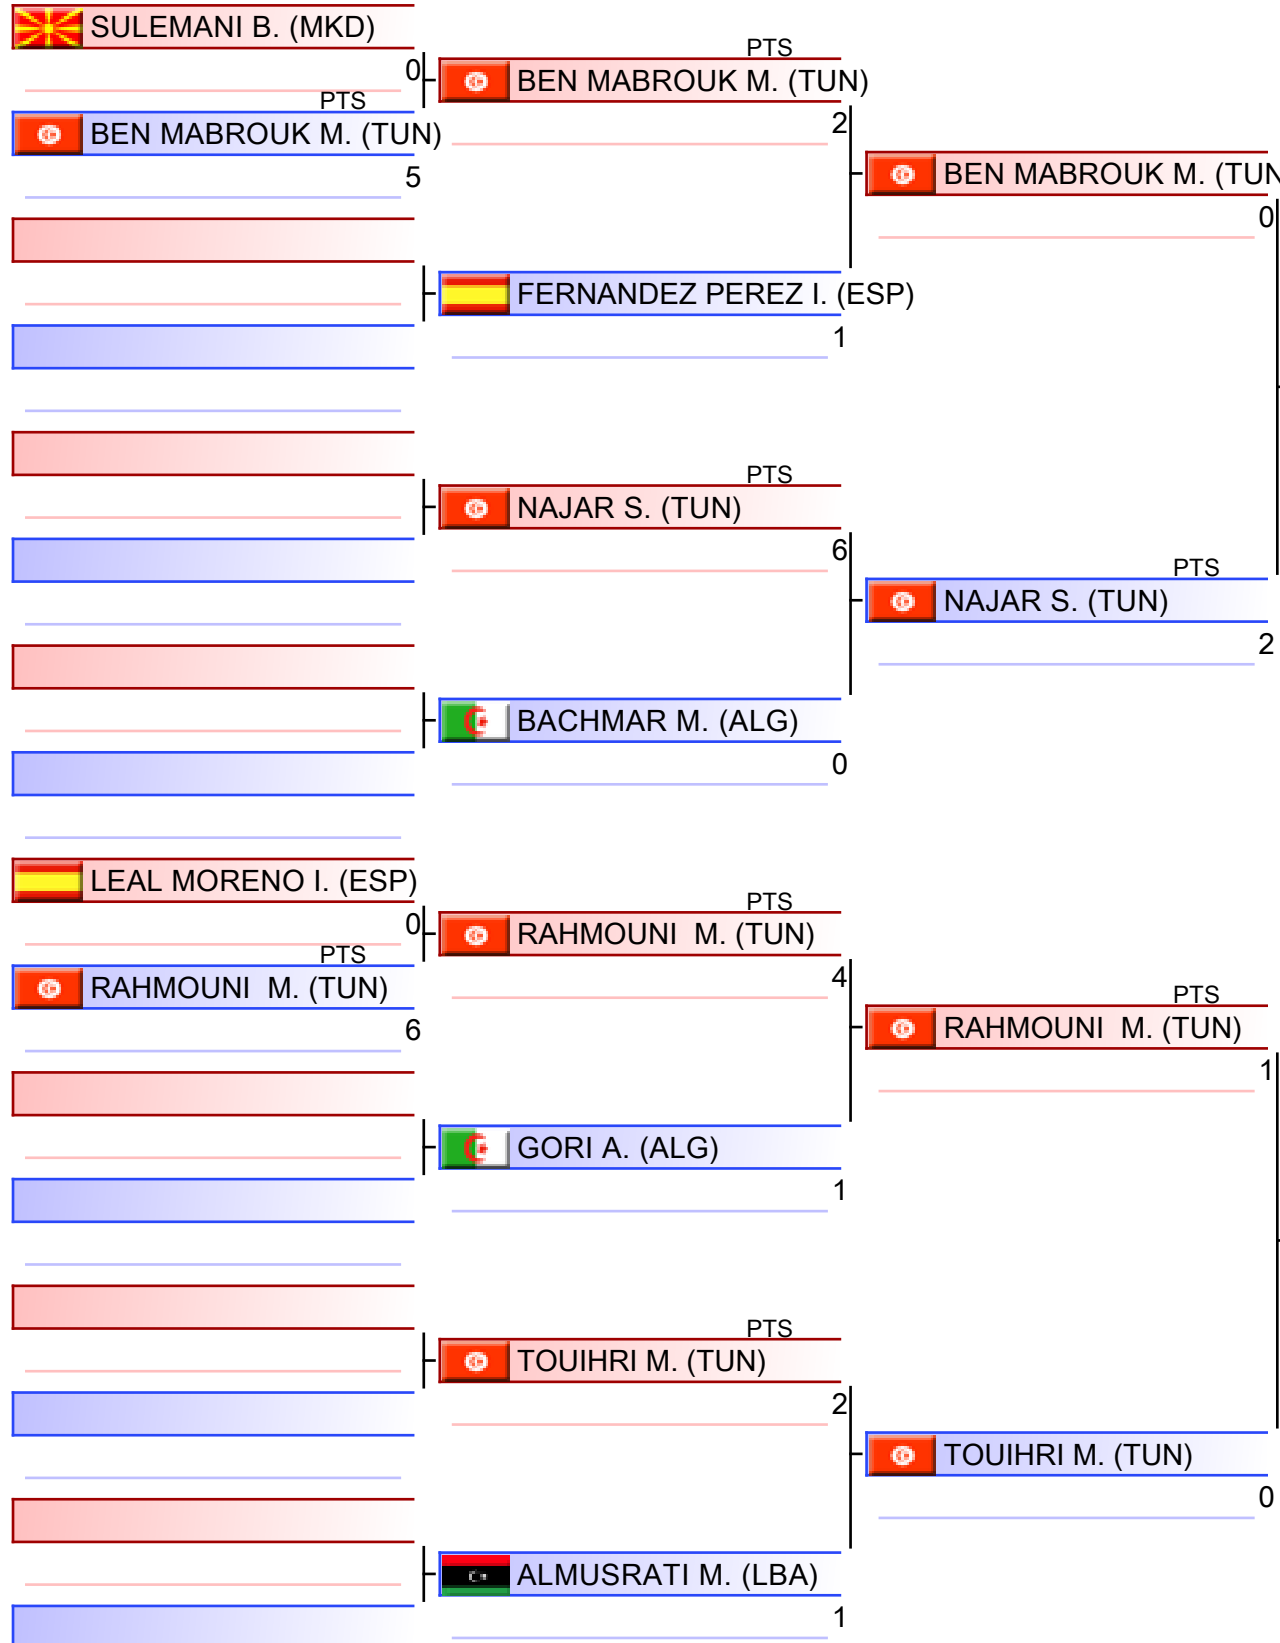 SULEMANI B. (MKD)
0
PTS
BEN MABROUK M. (TUN)
5
PTS
BEN MABROUK M. (TUN)
2
FERNANDEZ PEREZ I. (ESP)
1
BEN MABROUK M. (TUN
0
PTS
NAJAR S. (TUN)
6
BACHMAR M. (ALG)
0
PTS
NAJAR S. (TUN)
2
LEAL MORENO I. (ESP)
0
PTS
RAHMOUNI  M. (TUN)
6
PTS
RAHMOUNI  M. (TUN)
4
GORI A. (ALG)
1
PTS
RAHMOUNI  M. (TUN)
1
PTS
TOUIHRI M. (TUN)
2
ALMUSRATI M. (LBA)
1
TOUIHRI M. (TUN)
0